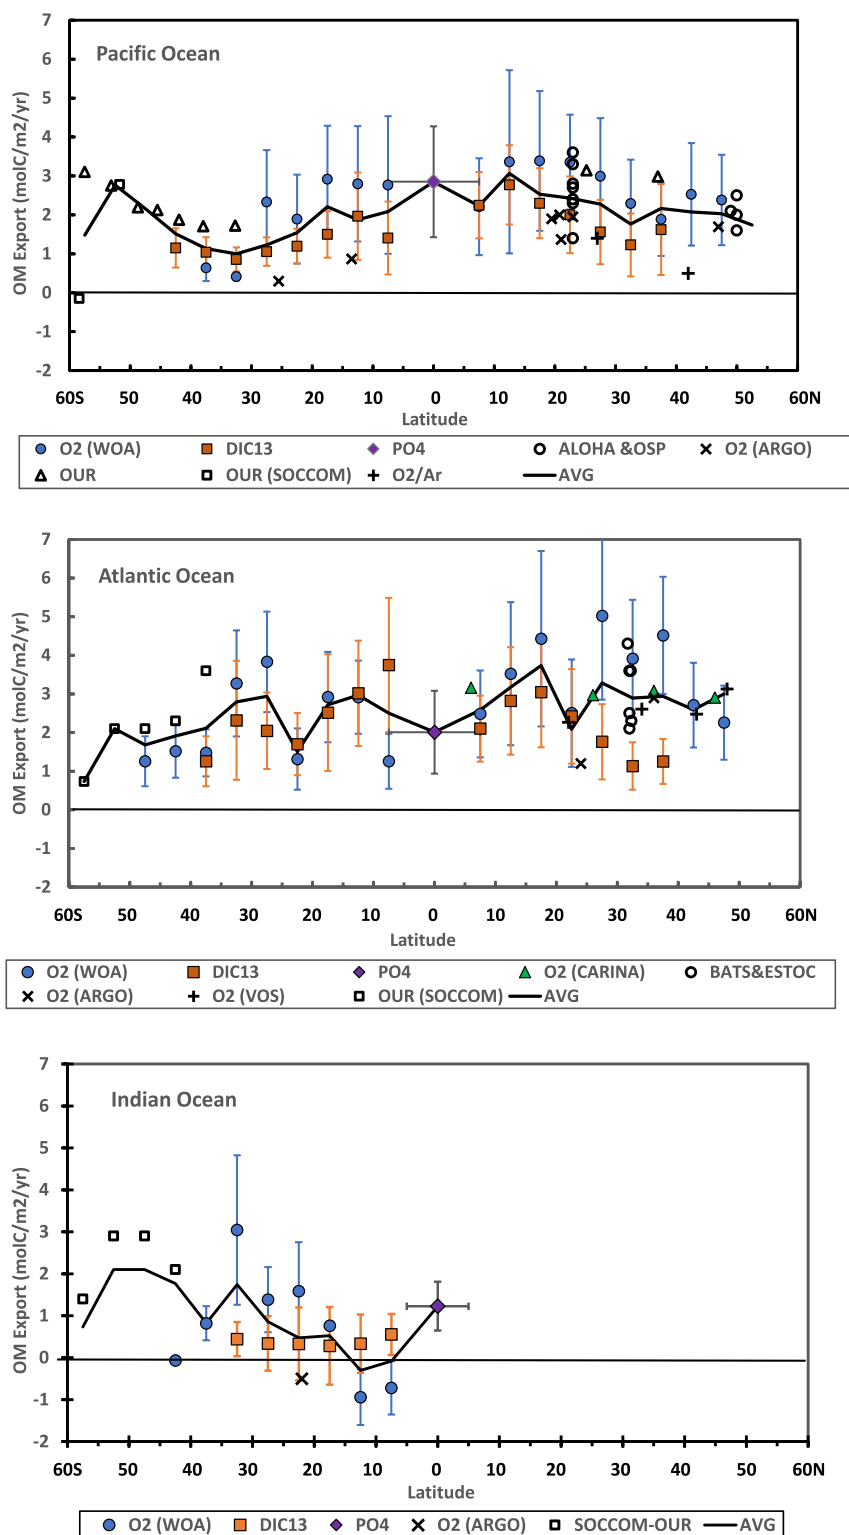 Pacific Ocean
OM Export (molC/m2/yr)
7
6
5
4
3
2
1
0
-1
-2
60S 50 40 30 20 10 0 10 20 30 40 50 60N
Latitude
O2 (WOA) DIC13 PO4 ALOHA &OSP O2 (ARGO)
OUR OUR (SOCCOM) O2/Ar AVG
Atlantic Ocean
OM Export (molC/m2/yr)
7
6
5
4
3
2
1
0
-1
-2
60S 50 40 30 20 10 0 10 20 30 40 50 60N
Latitude
O2 (WOA) DIC13 PO4 O2 (CARINA) BATS&ESTOC
O2 (ARGO) O2 (VOS) OUR (SOCCOM) AVG
Indian Ocean
OM Export (molC/m2/yr)
7
6
5
4
3
2
1
0
-1
-2
60S 50 40 30 20 10 0 10 20 30 40 50 60N
Latitude
O2 (WOA) DIC13 PO4 O2 (ARGO) SOCCOM-OUR AVG